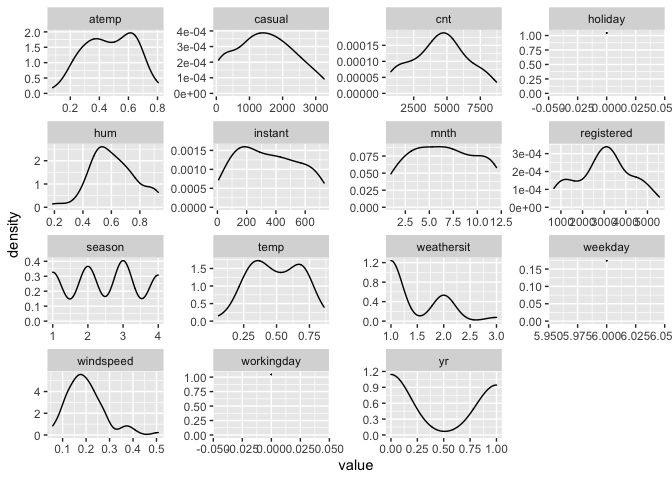 atemp casual cnt holiday
2.0 4e-04 1.00
1.5 3e-04 0.00015 0.75
1.0 2e-04 0.00010 0.50
0.5 1e-04 0.00005 0.25
0.0 0e+00 0.00000 0.00
0.2 0.4 0.6 0.8 0 1000 2000 3000 2500 5000 7500 -0.050 -0.025 0.000 0.025 0.05
hum instant mnth registered
0.0015 0.075 3e-04
2 0.0010 0.050 2e-04
1 0.0005 0.025 1e-04
0 0.0000 0.000 0e+00
0.2 0.4 0.6 0.8 0 200 400 600 2.5 5.0 7.5 10.0 12.5 1000 2000 3000 4000 5000
density
season temp weathersit weekday
0.4 1.5 1.2 0.15
0.3 1.0 0.8 0.10
0.2 0.5 0.4 0.05
0.1
0.0 0.0 0.0 0.00
1 2 3 4 0.25 0.50 0.75 1.0 1.5 2.0 2.5 3.0 5.950 5.975 6.000 6.025 6.05
windspeed workingday yr
1.00 1.2
4 0.75 0.9
2 0.50 0.6
0.25 0.3
0 0.00 0.0
0.1 0.2 0.3 0.4 0.5 -0.050 -0.025 0.000 0.025 0.050 0.00 0.25 0.50 0.75 1.00
value